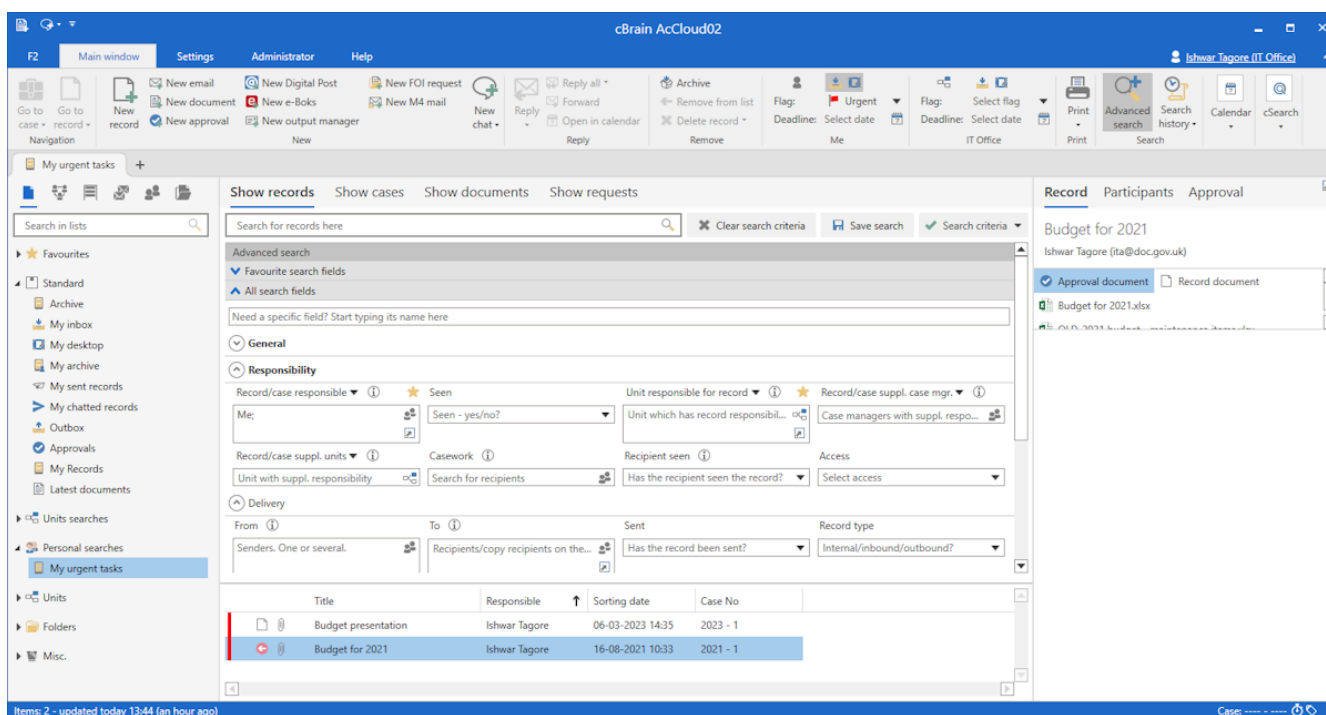 cBrain AcCloud02
F2 Main window Settings Administrator Help Ishwar Tagore (IT Office)
Go to case Go to record
Navigation
New record
New email
New document
New approval
New Digital Post
New e-Boks
New output manager
New FOI request
New M4 mail
New chat
New
Reply
Reply all
Forward
Open in calendar
Reply
Archive
Remove from list
Delete record
Remove
Flag: Urgent
Deadline: Select date
Me
Flag: Select flag
Deadline: Select date
IT Office
Print
Print
Advanced search
Search history
Search
Calendar
cSearch
My urgent tasks +
Search in lists
Favourites
Standard
Archive
My inbox
My desktop
My archive
My sent records
My chatted records
Outbox
Approvals
My Records
Latest documents
Units searches
Personal searches
My urgent tasks
Units
Folders
Misc.
Show records Show cases Show documents Show requests
Search for records here Clear search criteria Save search Search criteria
Advanced search
Favourite search fields
All search fields
Need a specific field? Start typing its name here
General
Responsibility
Record/case responsible Seen Unit responsible for record Record/case suppl. case mgr.
Me; Seen - yes/no? Unit which has record responsibil... Case managers with suppl. respo...
Record/case suppl. units Casework Recipient seen Access
Unit with suppl. responsibility Search for recipients Has the recipient seen the record? Select access
Delivery
From To Sent Record type
Senders. One or several. Recipients/copy recipients on the... Has the record been sent? Internal/inbound/outbound?
Title Responsible Sorting date Case No
Budget presentation Ishwar Tagore 06-03-2023 14:35 2023 - 1
Budget for 2021 Ishwar Tagore 16-08-2021 10:33 2021 - 1
Record Participants Approval
Budget for 2021
Ishwar Tagore (ita@doc.gov.uk)
Approval document Record document
Budget for 2021.xlsx
Items: 2 - updated today 13:44 (an hour ago) Case: ---- - ----